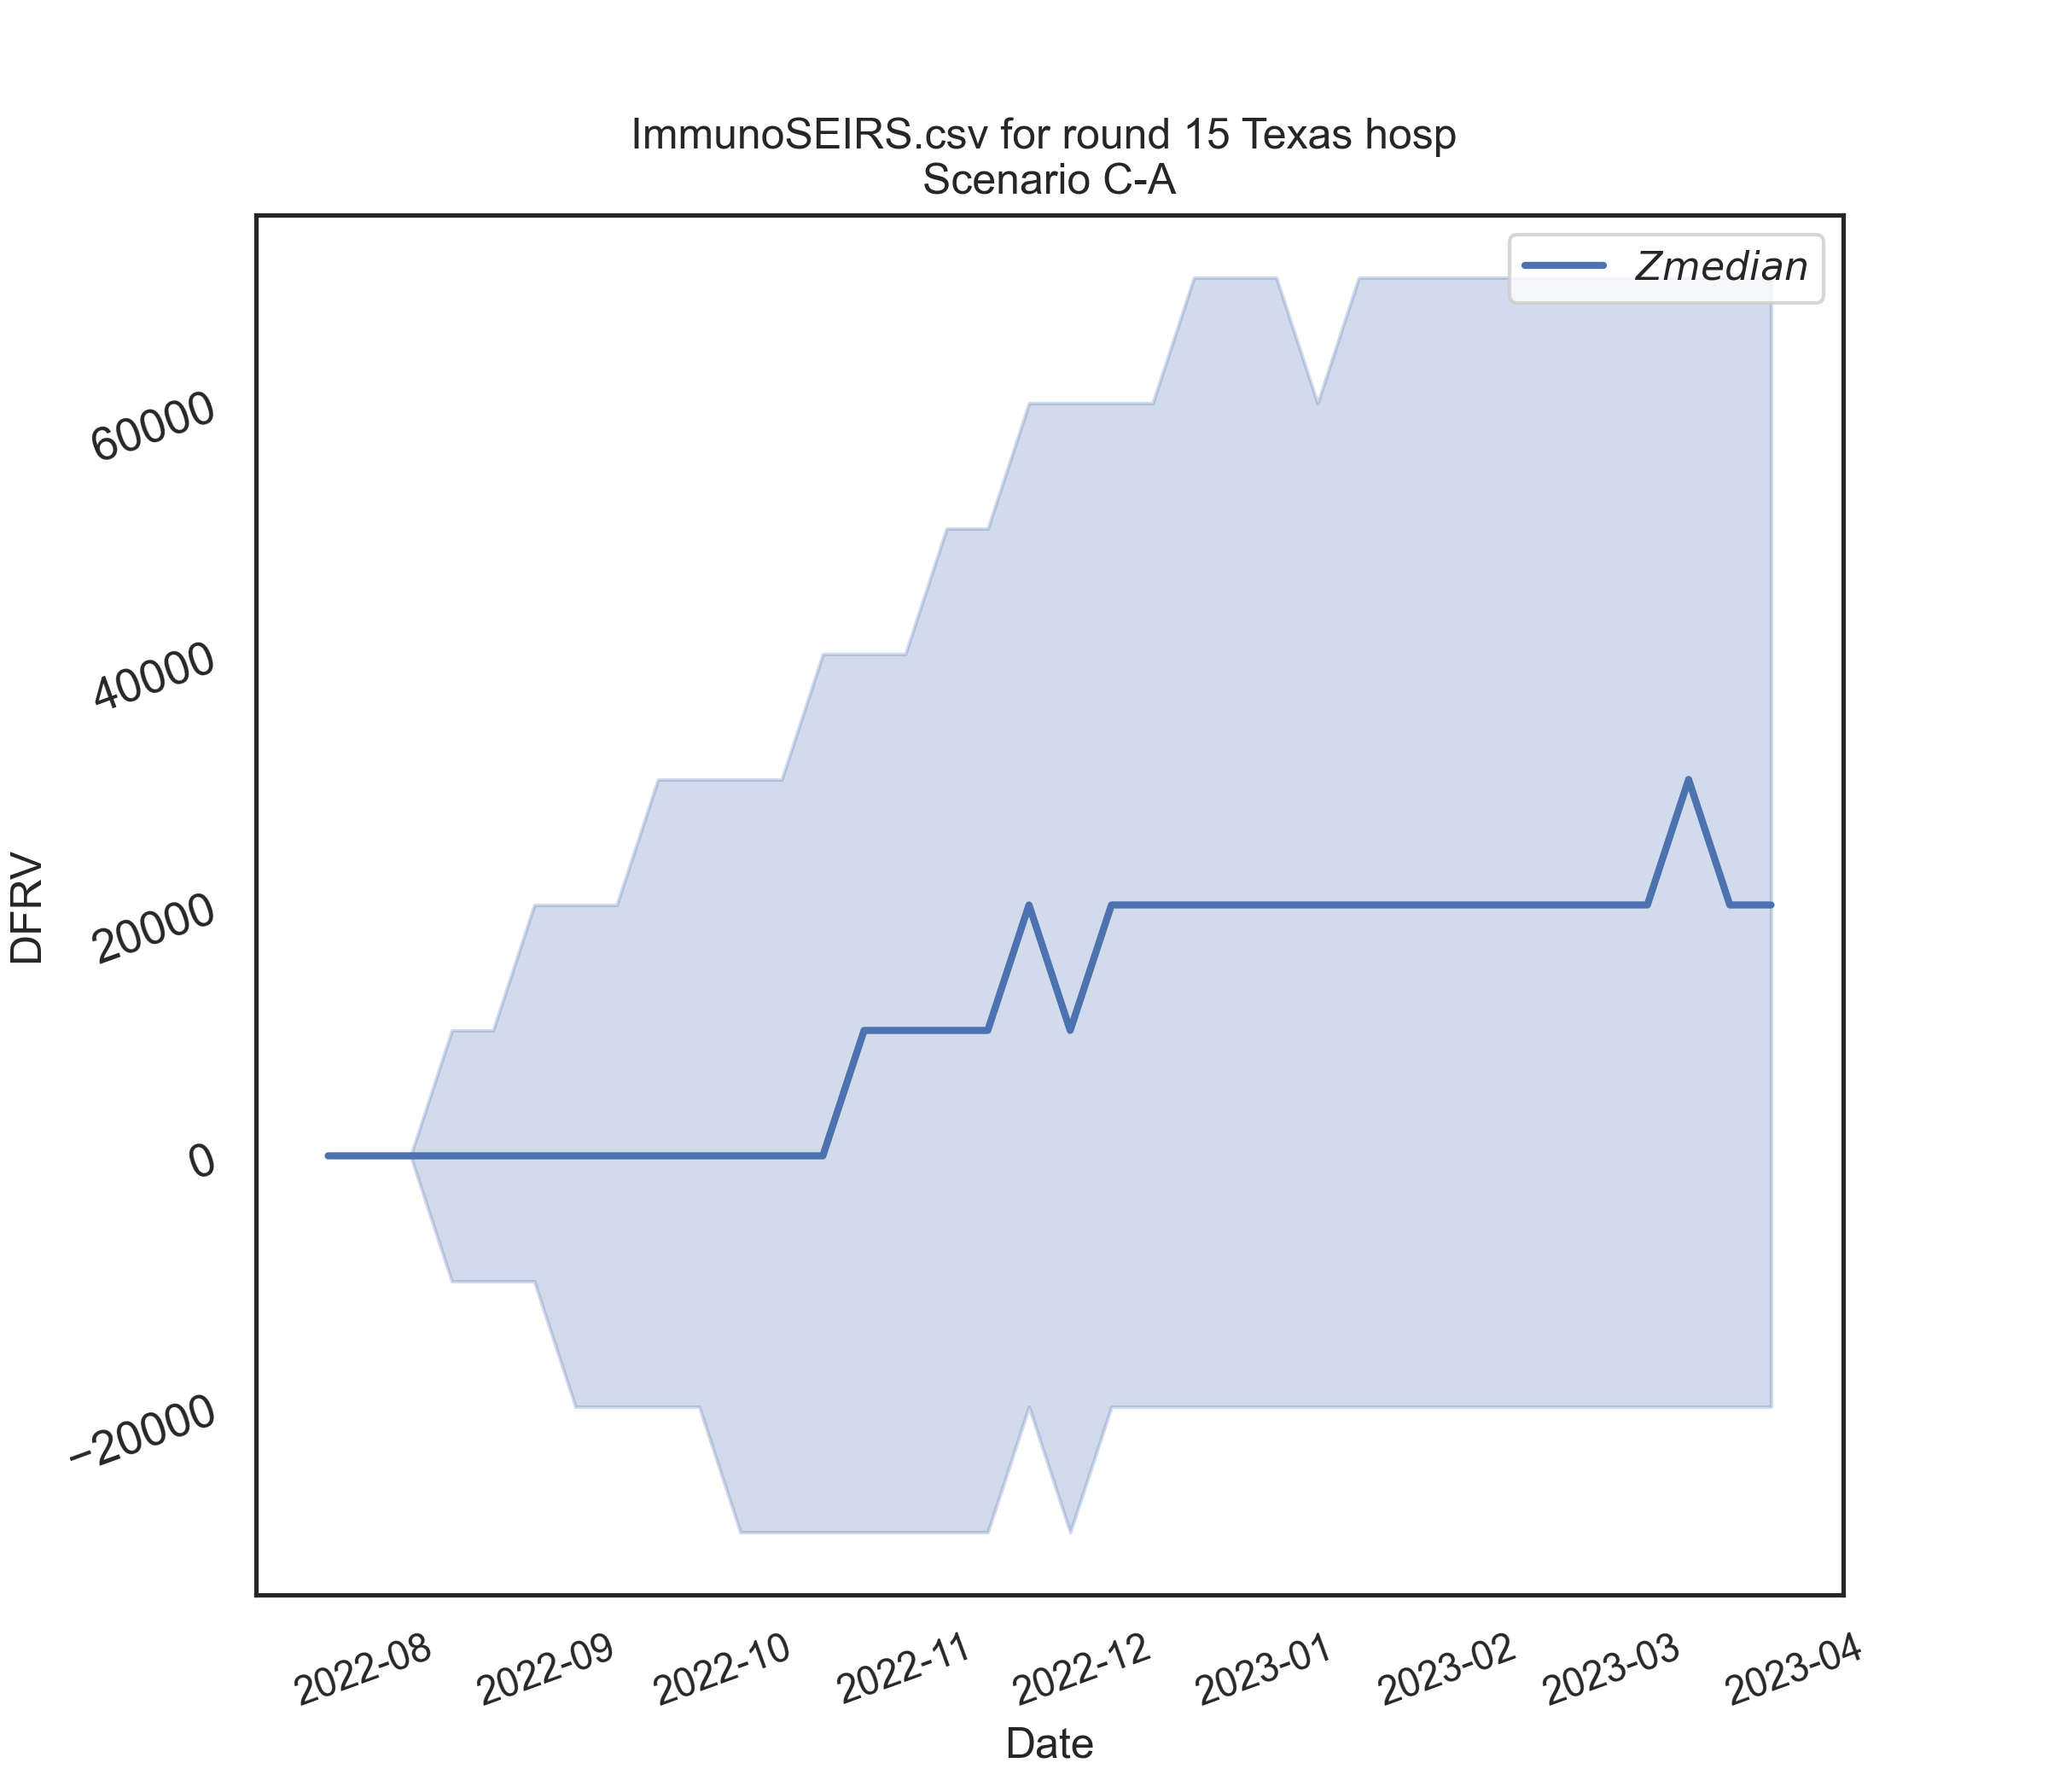 ImmunoSEIRS.csv for round 15 Texas hosp
Scenario C-A
Zmedian
60000
40000
20000
0
−20000
DFRV
2022-08
2022-09
2022-10
2022-11
2022-12
2023-01
2023-02
2023-03
2023-04
Date